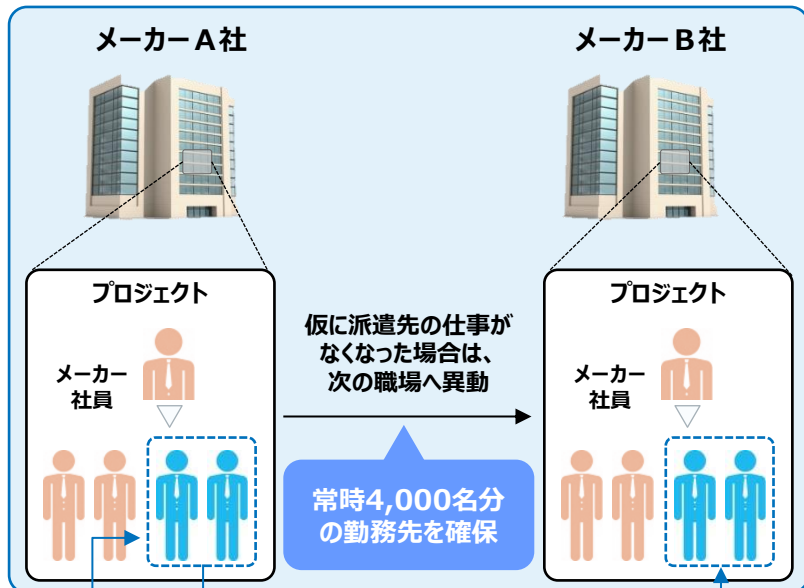 メーカーA社
メーカーB社
プロジェクト
メーカー
社員
仮に派遣先の仕事が
なくなった場合は、
次の職場へ異動
常時4,000名分
の勤務先を確保
プロジェクト
メーカー
社員